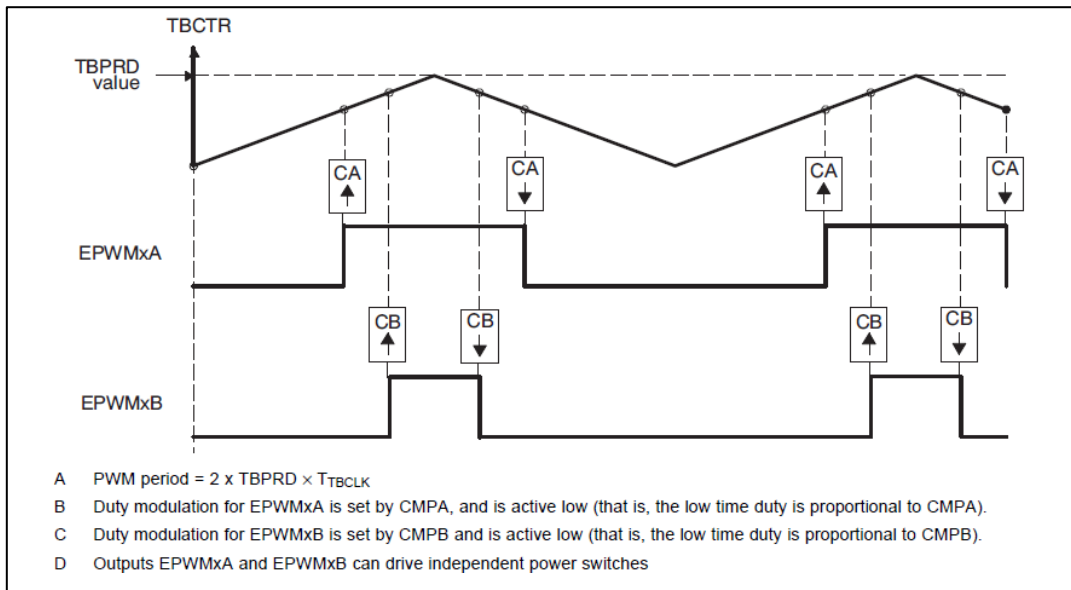 TBCTR
TBPRD
value
CA
CA
CA
CA
EPWMxA
CB
CB
CB
CB
EPWMxB
A PWM period = 2 x TBPRD × TTBCLK
B Duty modulation for EPWMxA is set by CMPA, and is active low (that is, the low time duty is proportional to CMPA).
C Duty modulation for EPWMxB is set by CMPB and is active low (that is, the low time duty is proportional to CMPB).
D Outputs EPWMxA and EPWMxB can drive independent power switches